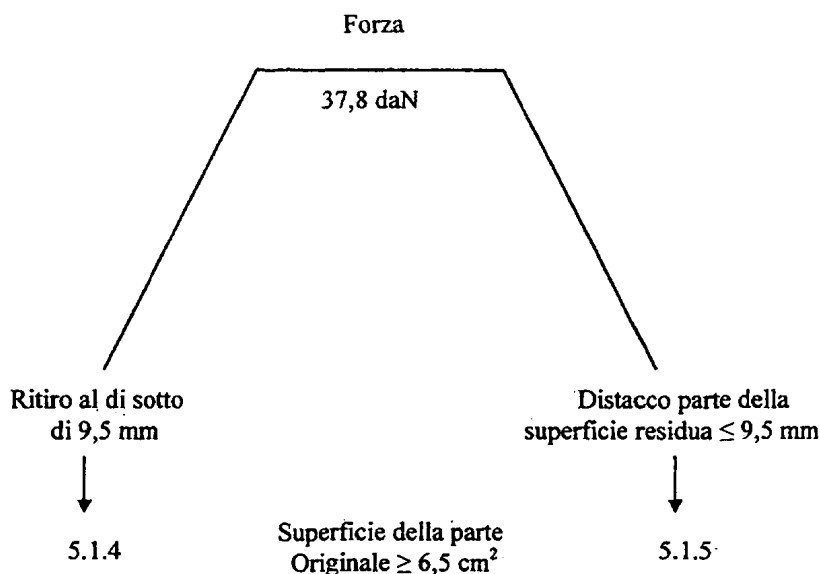 Forza
37,8 daN
Ritiro al di sotto
di 9,5 mm
Distacco parte della
superficie residua ≤ 9,5 mm
5.1.4
Superficie della parte
Originale ≥ 6,5 cm²
5.1.5